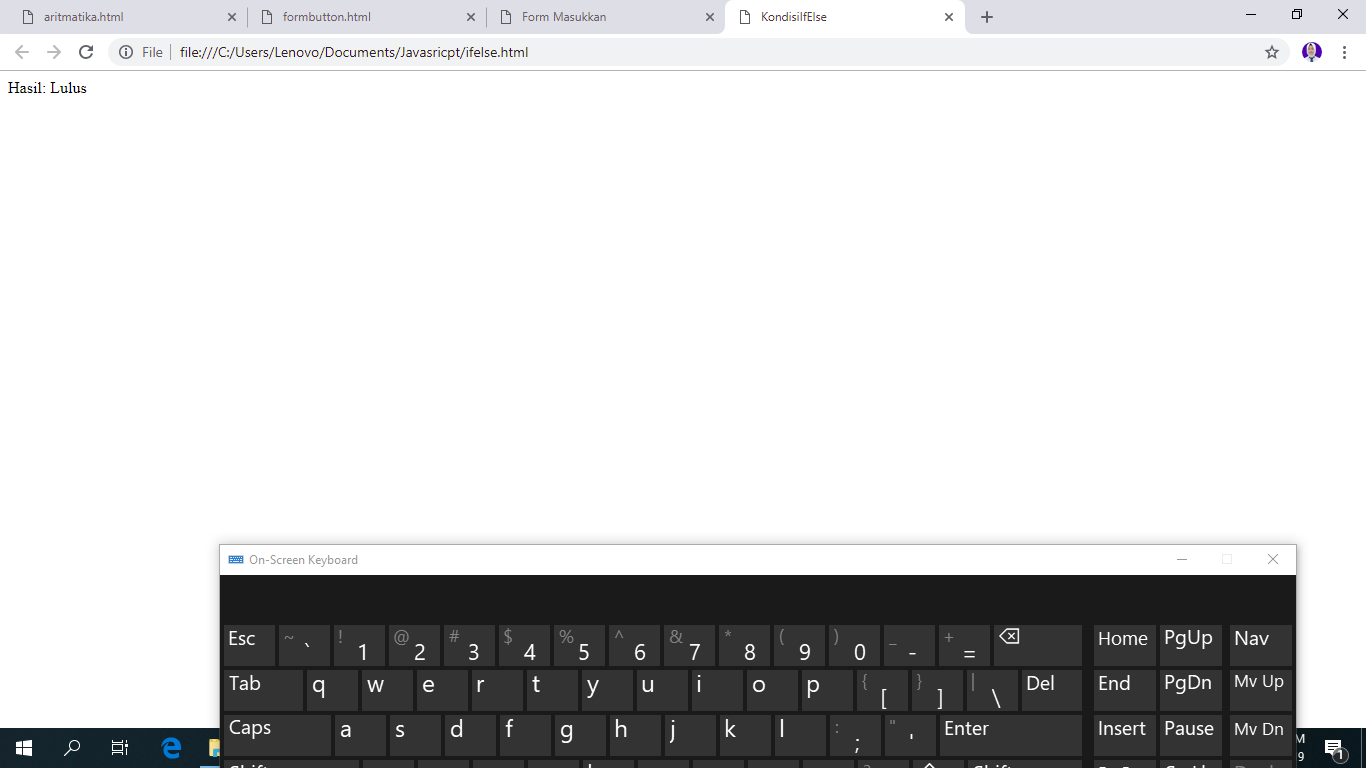 aritmatika.html formbutton.html Form Masukkan KondisiIfElse
File file:///C:/Users/Lenovo/Documents/Javasricpt/ifelse.html
Hasil: Lulus
On-Screen Keyboard
Esc ~ ` ! 1 @ 2 # 3 $ 4 % 5 ^ 6 & 7 * 8 ( 9 ) 0 _ - + = Home PgUp Nav
Tab q w e r t y u i o p { [ } ] | \ Del End PgDn Mv Up
Caps a s d f g h j k l : ; " ' Enter Insert Pause Mv Dn
M
9 1